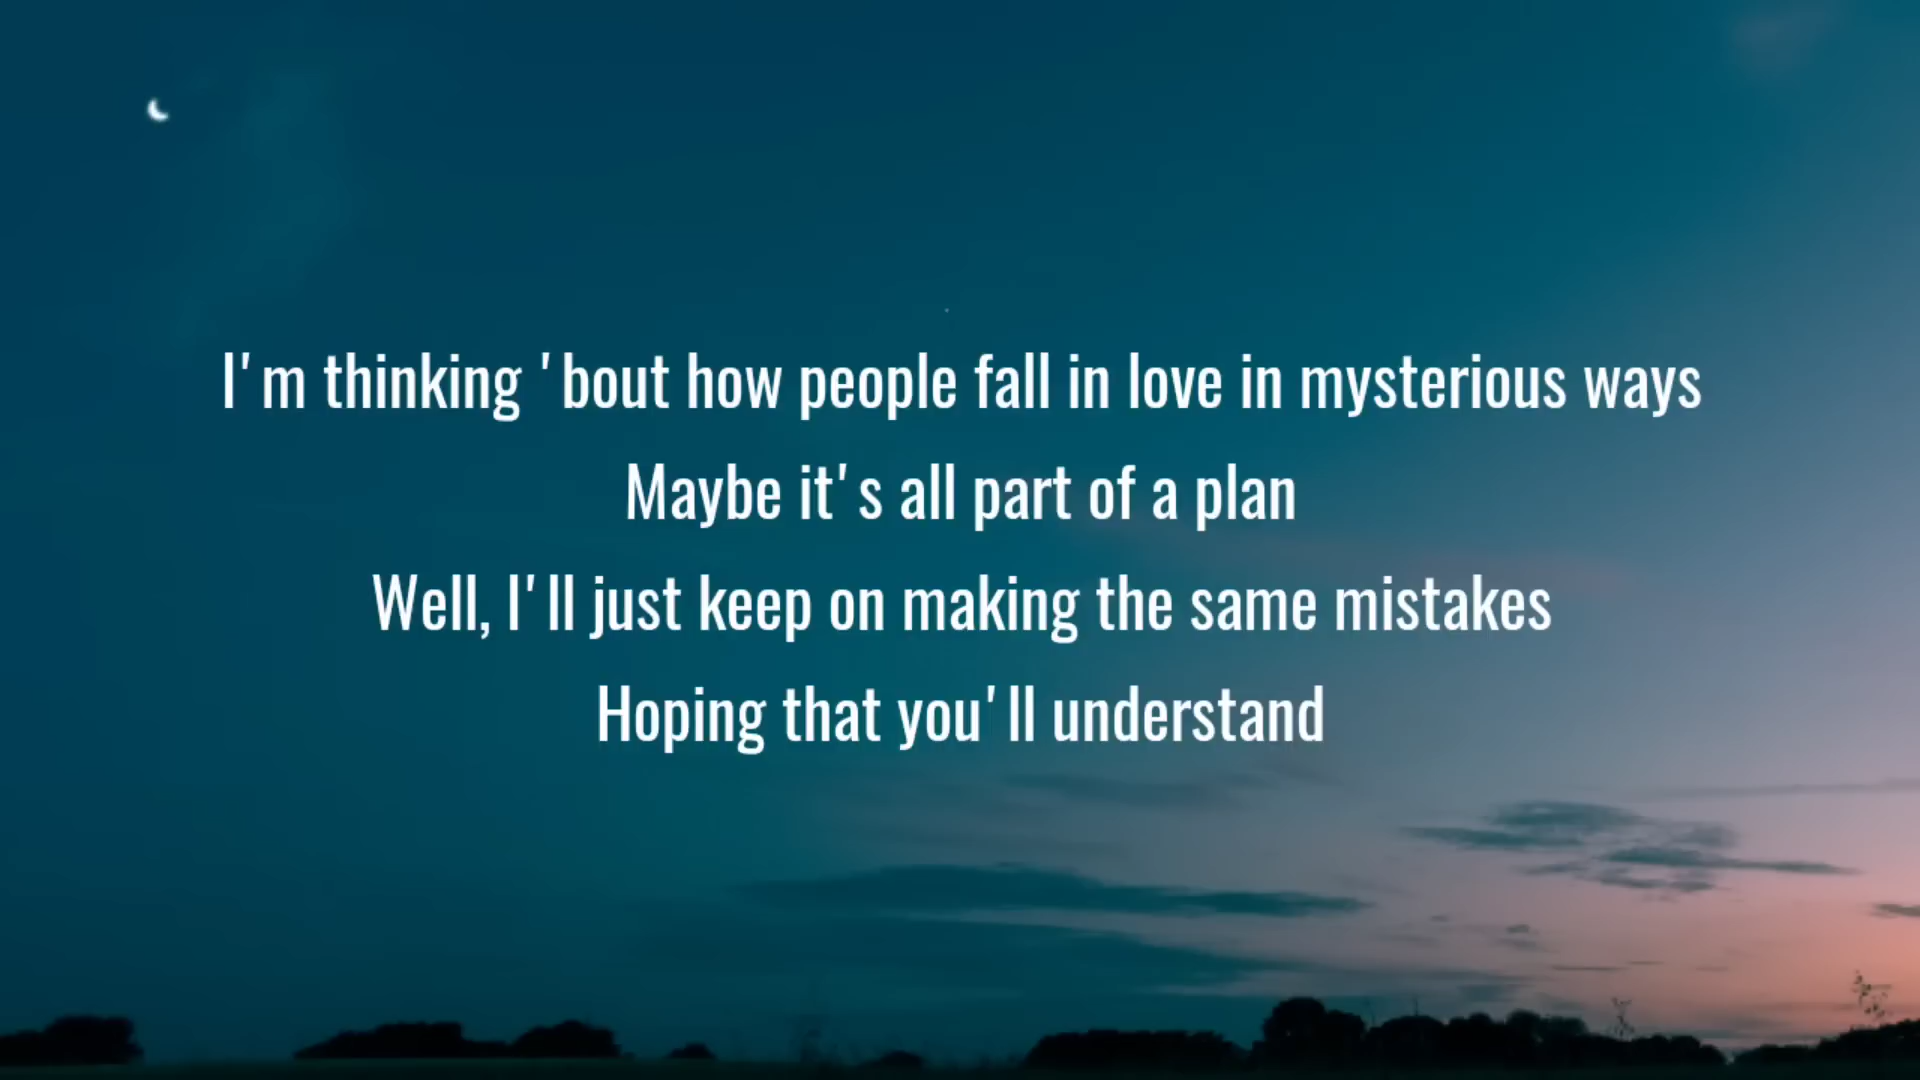 I'm thinking 'bout how people fall in love in mysterious ways
Maybe it's all part of a plan
Well, I'll just keep on making the same mistakes
Hoping that you'll understand